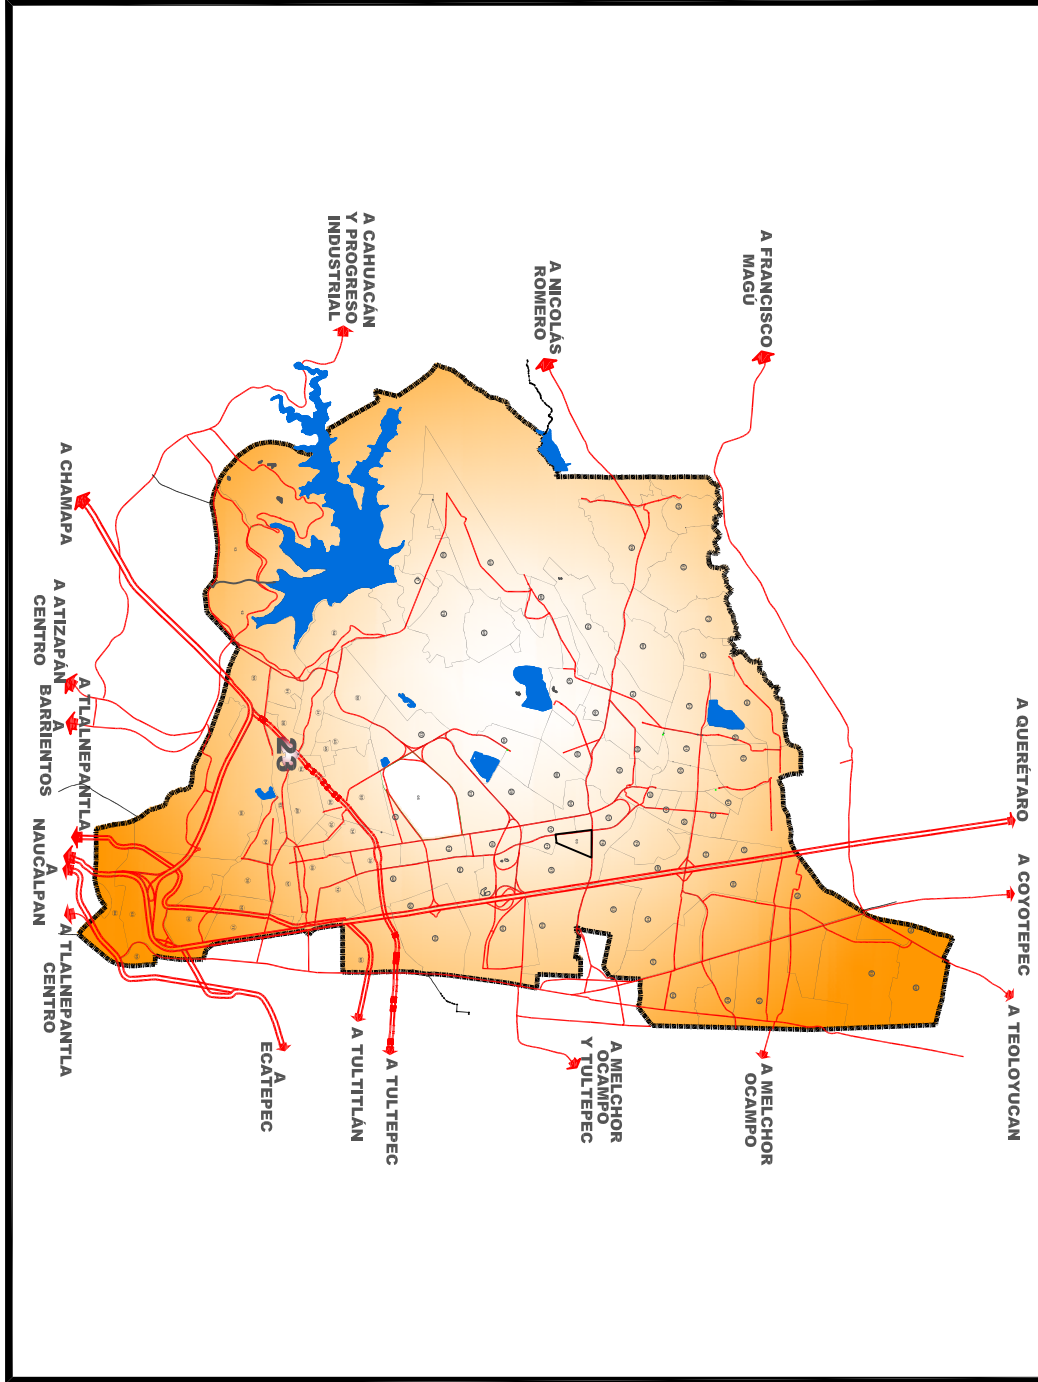 A CAHUACÁN
Y PROGRESO
INDUSTRIAL
A NICOLÁS
ROMERO
A FRANCISCO
MAGÚ
A CHAMAPA
A ATIZAPÁN
CENTRO
A TLALNEPANTLA
A
BARRIENTOS
A
NAUCALPAN
A TLALNEPANTLA
CENTRO
23
A QUERÉTARO
A COYOTEPEC
A TEOLOYUCAN
A
ECATEPEC
A TULTITLÁN
A TULTEPEC
A MELCHOR
OCAMPO
Y TULTEPEC
A MELCHOR
OCAMPO